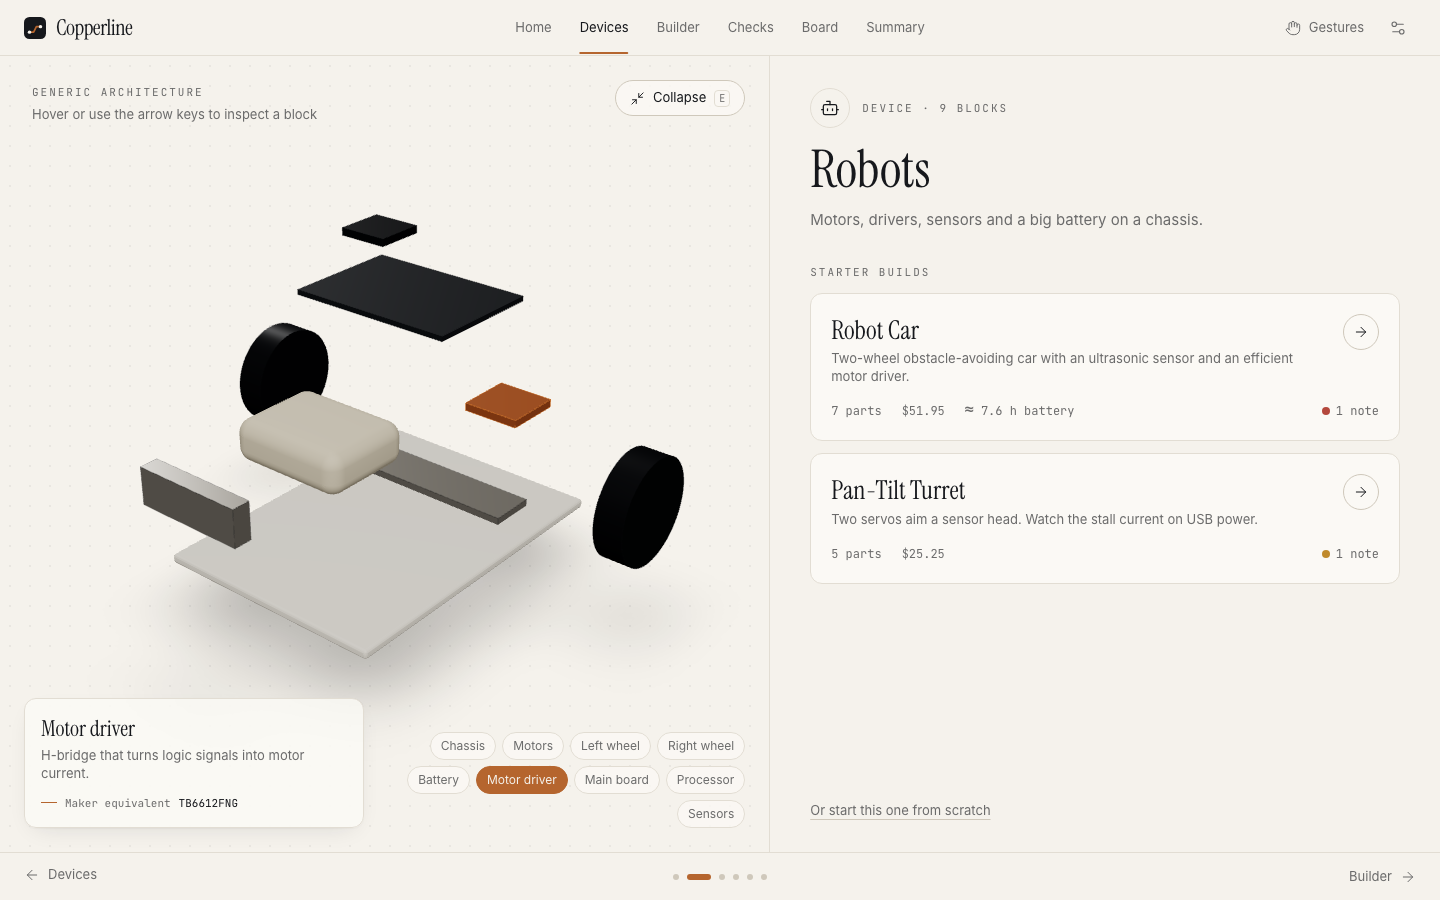 Copperline
Home
Devices
Builder
Checks
Board
Summary
Gestures
GENERIC ARCHITECTURE
Hover or use the arrow keys to inspect a block
Collapse E
DEVICE · 9 BLOCKS
Robots
Motors, drivers, sensors and a big battery on a chassis.
STARTER BUILDS
Robot Car
Two-wheel obstacle-avoiding car with an ultrasonic sensor and an efficient
motor driver.
7 parts $51.95 ≈ 7.6 h battery 1 note
Pan-Tilt Turret
Two servos aim a sensor head. Watch the stall current on USB power.
5 parts $25.25 1 note
Motor driver
H-bridge that turns logic signals into motor
current.
Maker equivalent TB6612FNG
Chassis
Motors
Left wheel
Right wheel
Battery
Motor driver
Main board
Processor
Sensors
Or start this one from scratch
Devices
Builder